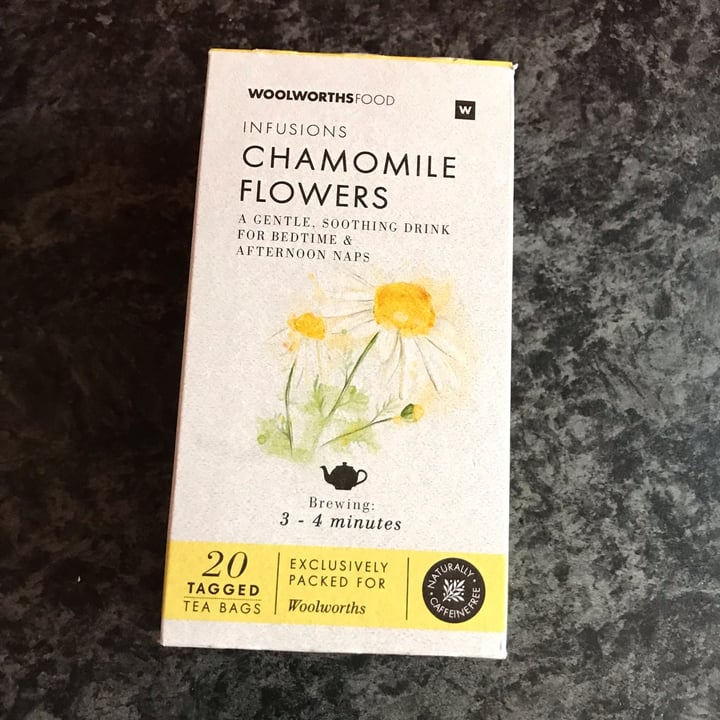 WOOLWORTHSFOOD
W
INFUSIONS
CHAMOMILE
FLOWERS
A GENTLE, SOOTHING DRINK
FOR BEDTIME &
AFTERNOON NAPS
Brewing:
3 - 4 minutes
20
TAGGED
TEA BAGS
EXCLUSIVELY
PACKED FOR
Woolworths
• NATURALLY •
CAFFEINE FREE